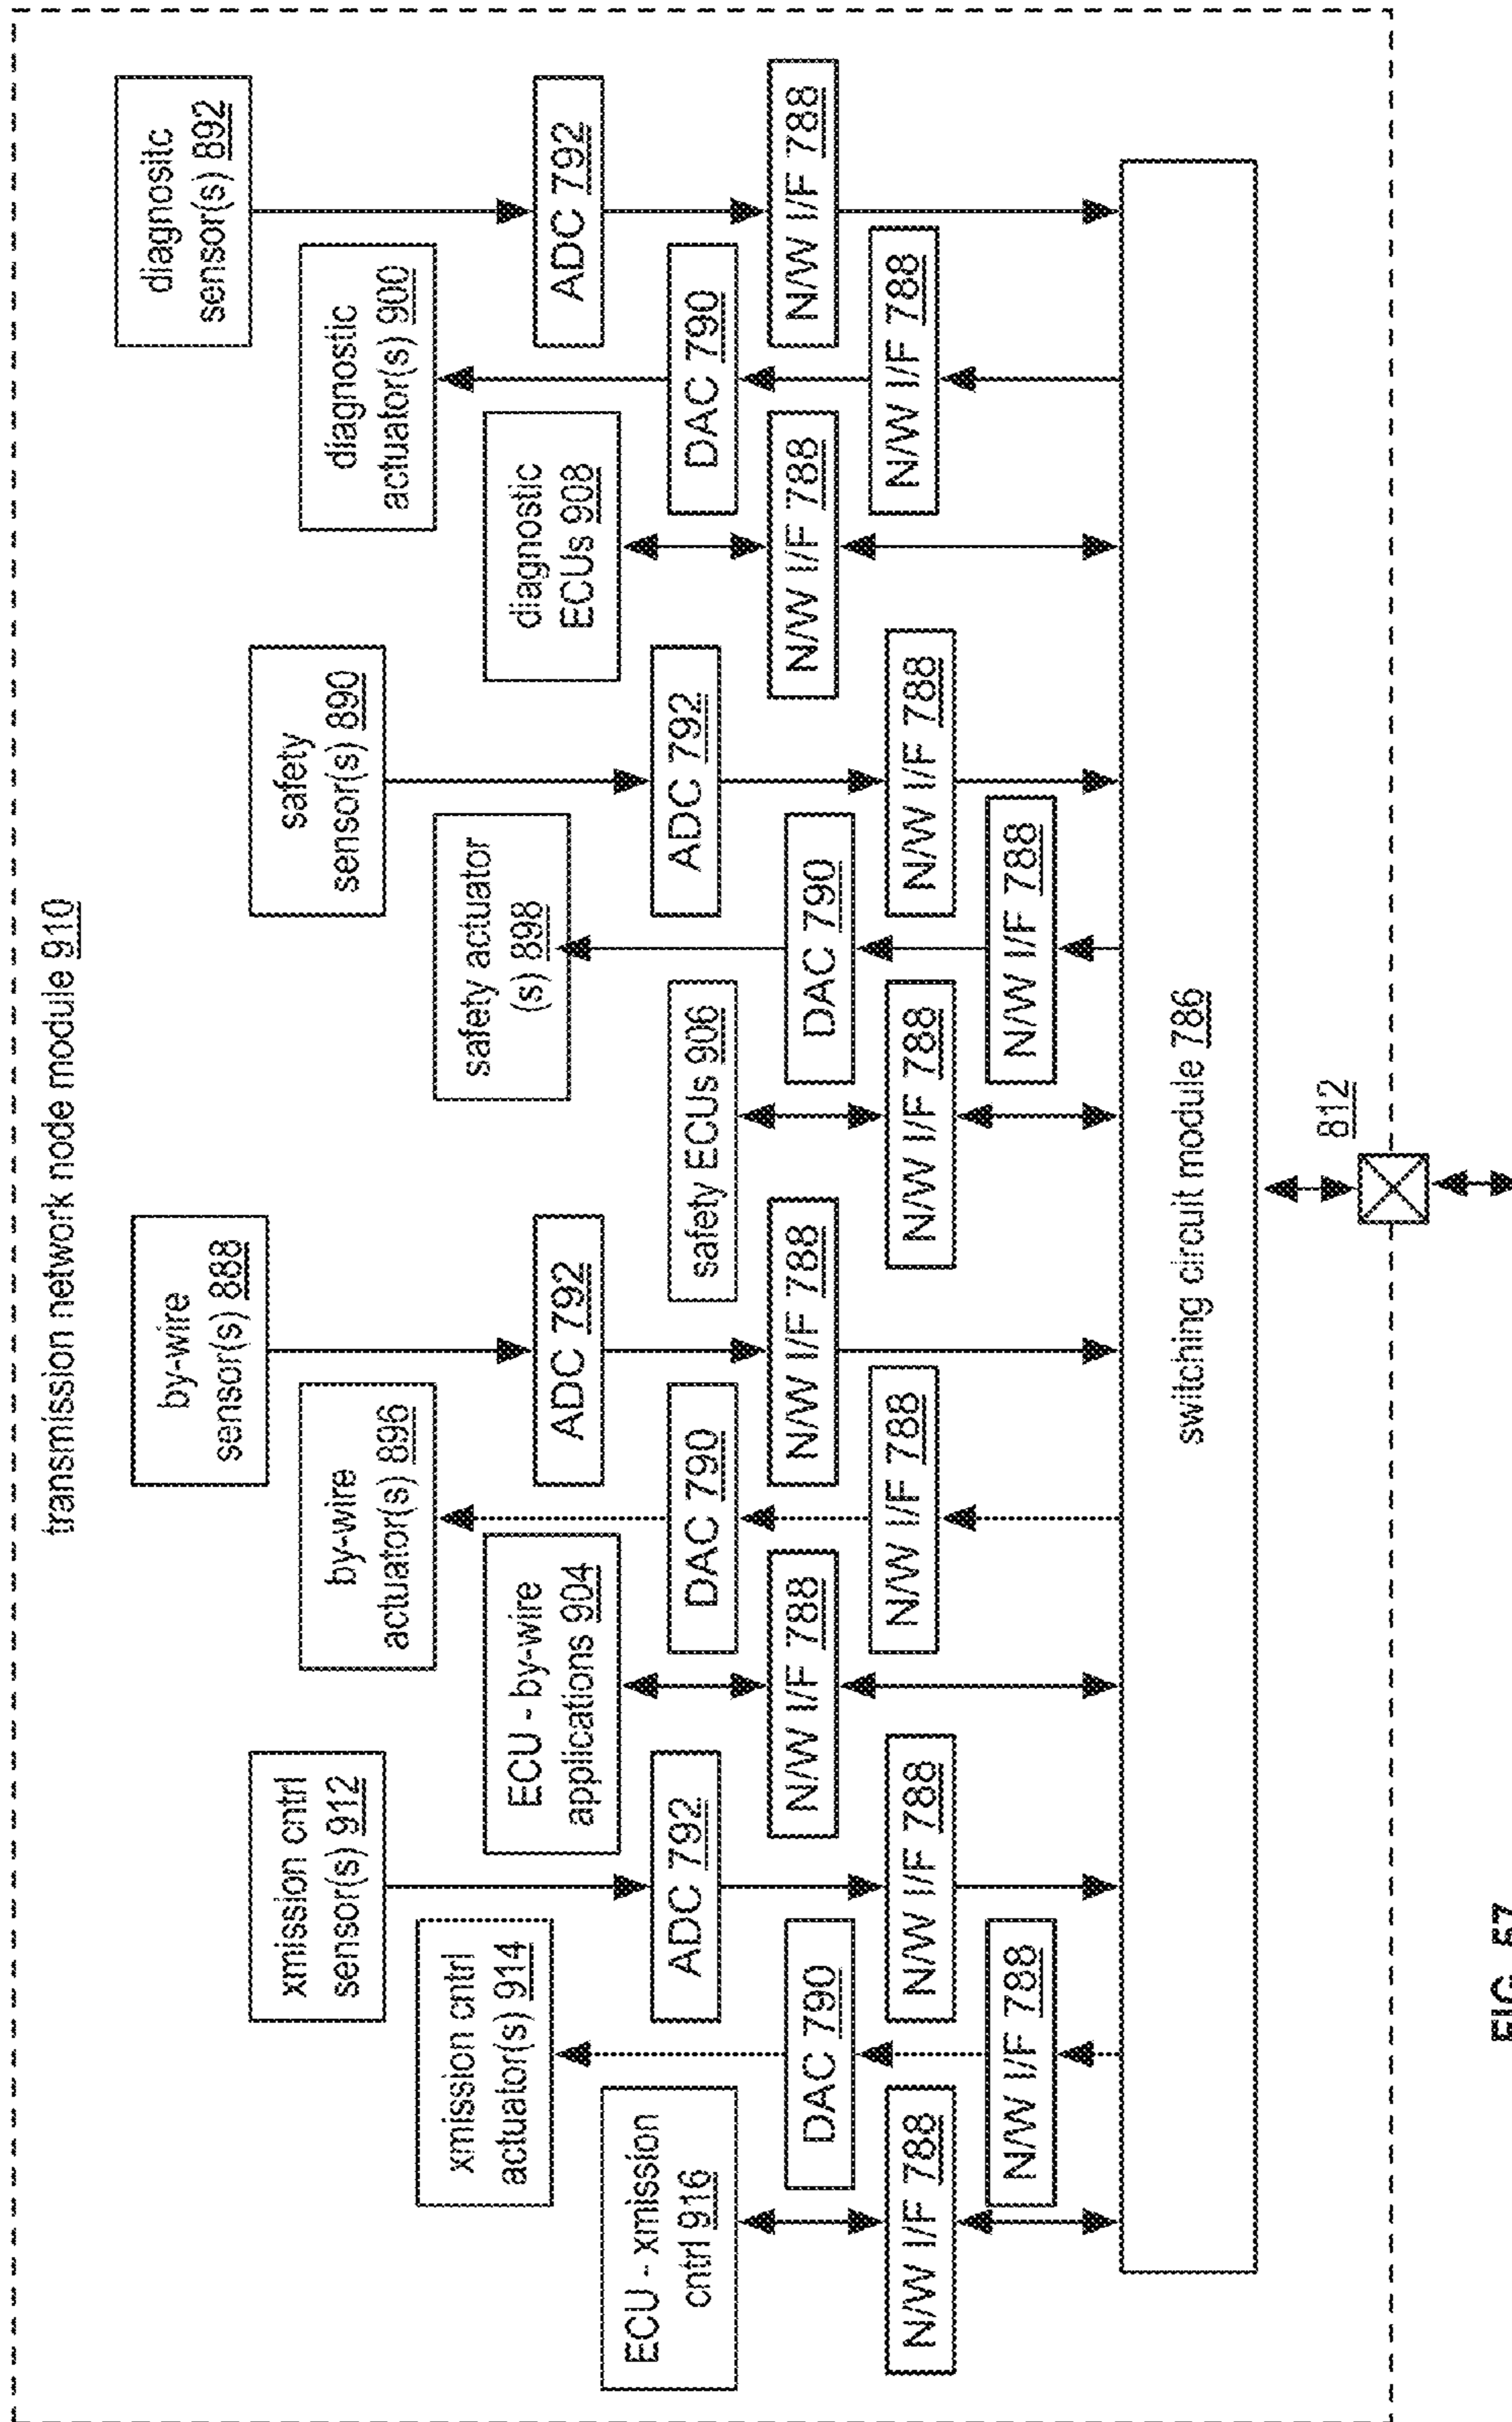 transmission network node module 910
diagnositc
sensor(s) 892
diagnostic
actuator(s) 900
diagnostic
ECUs 908
ADC 792
DAC 790
N/W I/F 788
N/W I/F 788
N/W I/F 788
safety
sensor(s) 890
safety actuator
(s) 898
safety ECUs 906
ADC 792
DAC 790
N/W I/F 788
N/W I/F 788
N/W I/F 788
by-wire
sensor(s) 888
by-wire
actuator(s) 896
ECU - by-wire
applications 904
ADC 792
DAC 790
N/W I/F 788
N/W I/F 788
N/W I/F 788
xmission cntrl
sensor(s) 912
xmission cntrl
actuator(s) 914
ECU - xmission
cntrl 916
ADC 792
DAC 790
N/W I/F 788
N/W I/F 788
N/W I/F 788
switching circuit module 786
812
FIG. 57